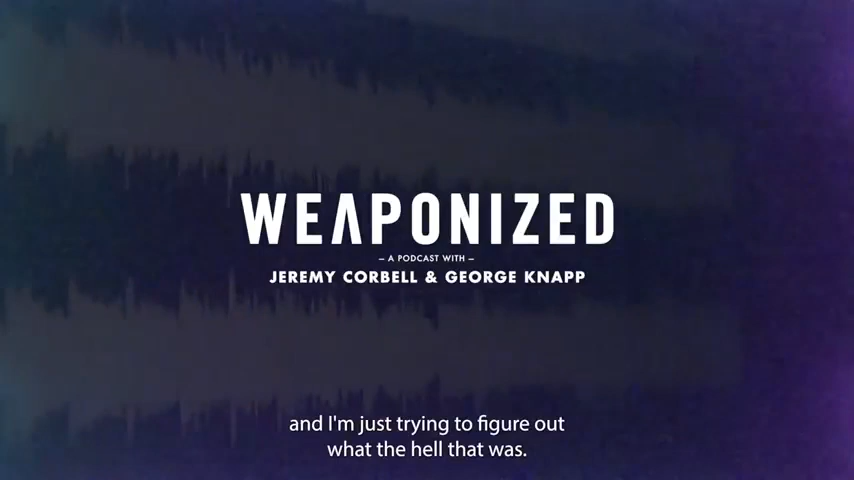 WEAPONIZED
– A PODCAST WITH –
JEREMY CORBELL & GEORGE KNAPP
and I'm just trying to figure out
what the hell that was.